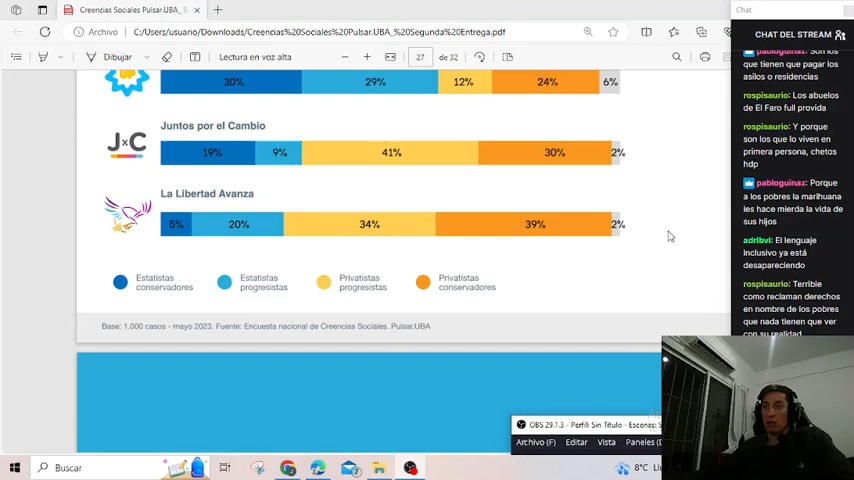 Creencias Sociales Pulsar.UBA_
Chat
Archivo
C:/Users/usuario/Downloads/Creencias%20Sociales%20Pulsar.UBA_%20Segunda%20Entrega.pdf
CHAT DEL STREAM
Dibujar
Lectura en voz alta
27
de 32
pabloguinaz: Son los
que tienen que pagar los
asilos o residencias
rospisaurio: Los abuelos
de El Faro full provida
rospisaurio: Y porque
son los que lo viven en
primera persona, chetos
hdp
pabloguinaz: Porque
a los pobres la marihuana
les hace mierda la vida de
sus hijos
adribvi: El lenguaje
inclusivo ya está
desapareciendo
rospisaurio: Terrible
como reclaman derechos
en nombre de los pobres
que nada tienen que ver
con su realidad
30% 29% 12% 24% 6%
Juntos por el Cambio
JxC
19% 9% 41% 30% 2%
La Libertad Avanza
5% 20% 34% 39% 2%
Estatistas
conservadores
Estatistas
progresistas
Privatistas
progresistas
Privatistas
conservadores
Base: 1.000 casos - mayo 2023. Fuente: Encuesta nacional de Creencias Sociales. Pulsar.UBA
OBS 29.1.3 - Perfil: Sin Título - Escenas: S
Archivo (F) Editar Vista Paneles (D
Buscar
8°C